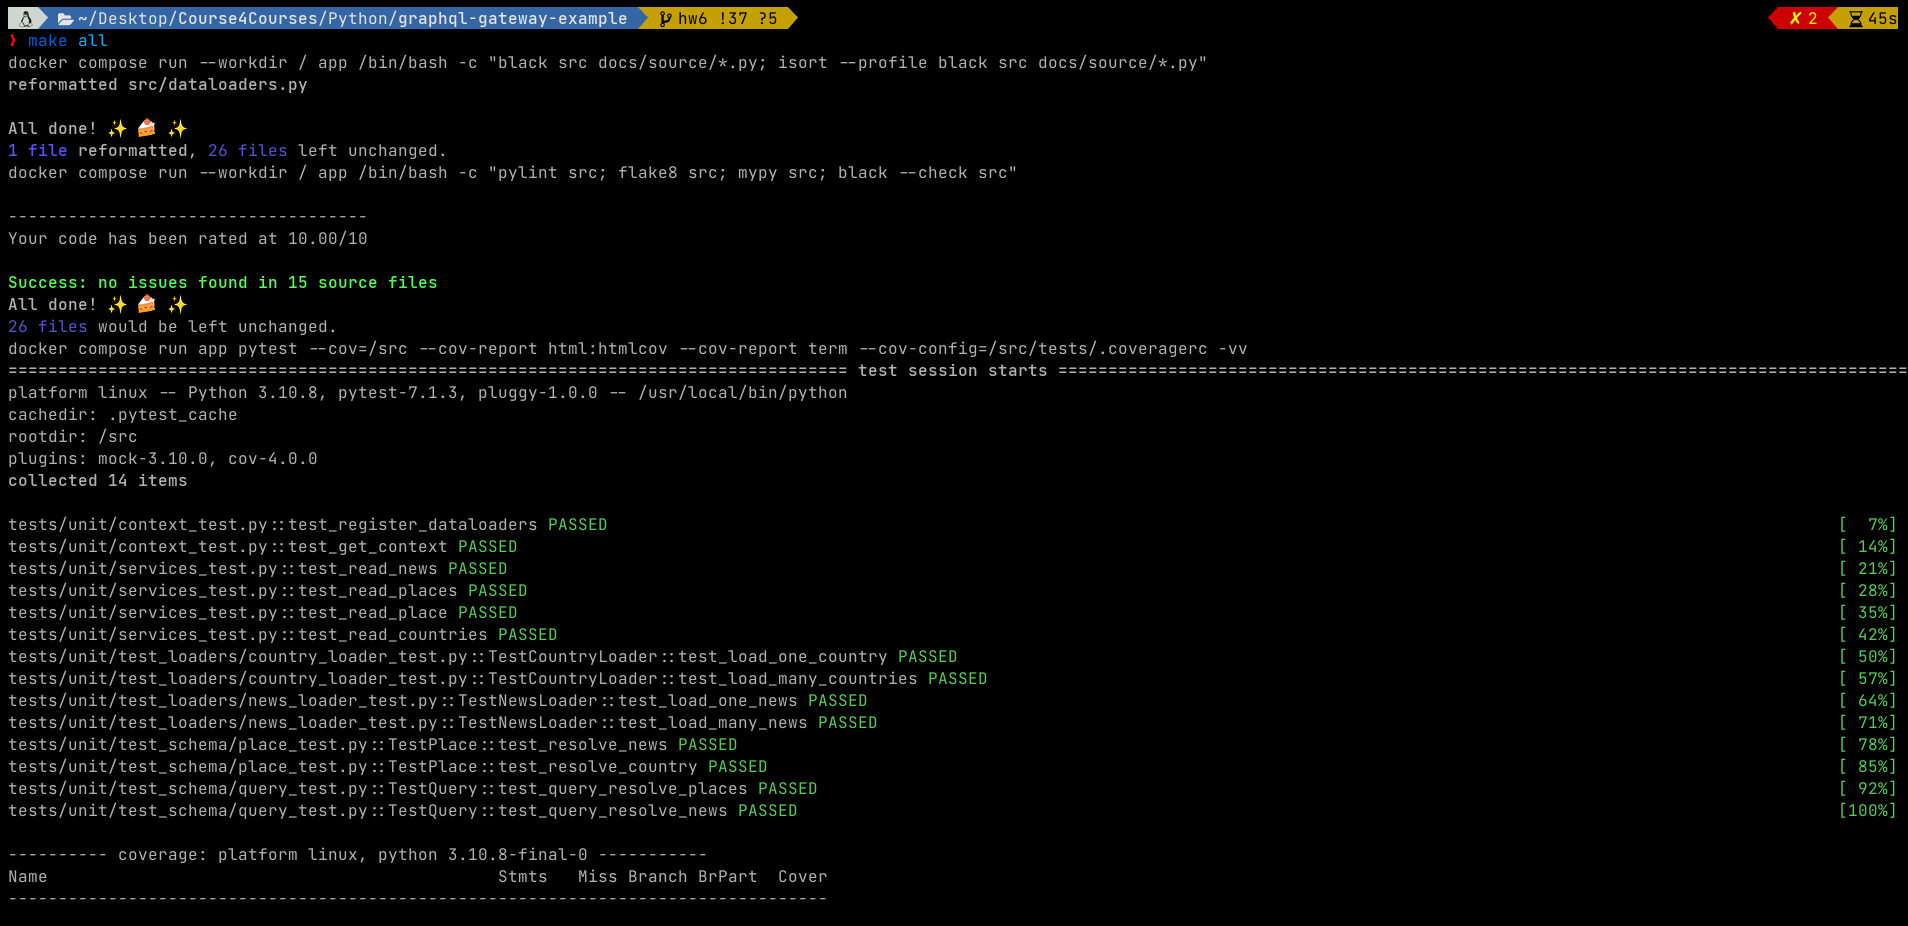 ~/Desktop/Course4Courses/Python/graphql-gateway-example hw6 !37 ?5 ✘ 2 45s
❯ make all
docker compose run --workdir / app /bin/bash -c "black src docs/source/*.py; isort --profile black src docs/source/*.py"
reformatted src/dataloaders.py
All done! ✨ 🍰 ✨
1 file reformatted, 26 files left unchanged.
docker compose run --workdir / app /bin/bash -c "pylint src; flake8 src; mypy src; black --check src"
------------------------------------
Your code has been rated at 10.00/10
Success: no issues found in 15 source files
All done! ✨ 🍰 ✨
26 files would be left unchanged.
docker compose run app pytest --cov=/src --cov-report html:htmlcov --cov-report term --cov-config=/src/tests/.coveragerc -vv
==================================================================================== test session starts =====================================================================================
platform linux -- Python 3.10.8, pytest-7.1.3, pluggy-1.0.0 -- /usr/local/bin/python
cachedir: .pytest_cache
rootdir: /src
plugins: mock-3.10.0, cov-4.0.0
collected 14 items
tests/unit/context_test.py::test_register_dataloaders PASSED [  7%]
tests/unit/context_test.py::test_get_context PASSED [ 14%]
tests/unit/services_test.py::test_read_news PASSED [ 21%]
tests/unit/services_test.py::test_read_places PASSED [ 28%]
tests/unit/services_test.py::test_read_place PASSED [ 35%]
tests/unit/services_test.py::test_read_countries PASSED [ 42%]
tests/unit/test_loaders/country_loader_test.py::TestCountryLoader::test_load_one_country PASSED [ 50%]
tests/unit/test_loaders/country_loader_test.py::TestCountryLoader::test_load_many_countries PASSED [ 57%]
tests/unit/test_loaders/news_loader_test.py::TestNewsLoader::test_load_one_news PASSED [ 64%]
tests/unit/test_loaders/news_loader_test.py::TestNewsLoader::test_load_many_news PASSED [ 71%]
tests/unit/test_schema/place_test.py::TestPlace::test_resolve_news PASSED [ 78%]
tests/unit/test_schema/place_test.py::TestPlace::test_resolve_country PASSED [ 85%]
tests/unit/test_schema/query_test.py::TestQuery::test_query_resolve_places PASSED [ 92%]
tests/unit/test_schema/query_test.py::TestQuery::test_query_resolve_news PASSED [100%]
---------- coverage: platform linux, python 3.10.8-final-0 -----------
Name Stmts Miss Branch BrPart Cover
----------------------------------------------------------------------------------